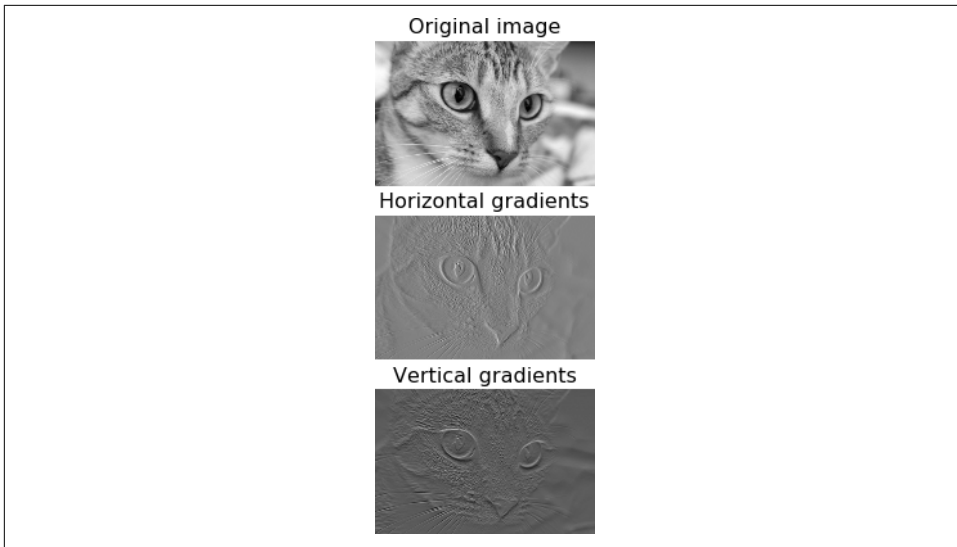 Original image
Horizontal gradients
Vertical gradients